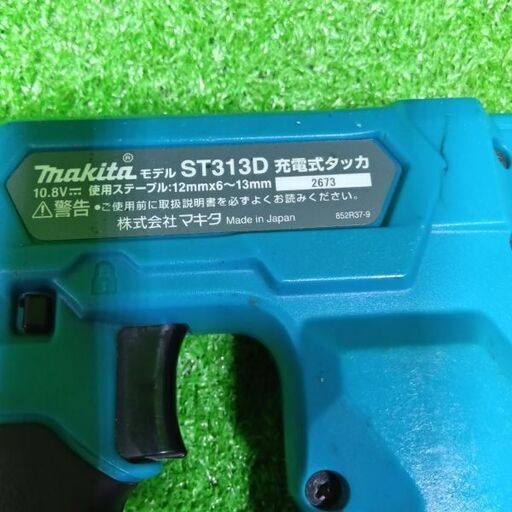 makita® モデル ST313D 充電式タッカ
10.8V⎓ 使用ステープル:12mmx6～13mm 2673
⚠警告 ●ご使用前に取扱説明書を必ずよくお読みください。
株式会社マキタ Made in Japan 852R37-9